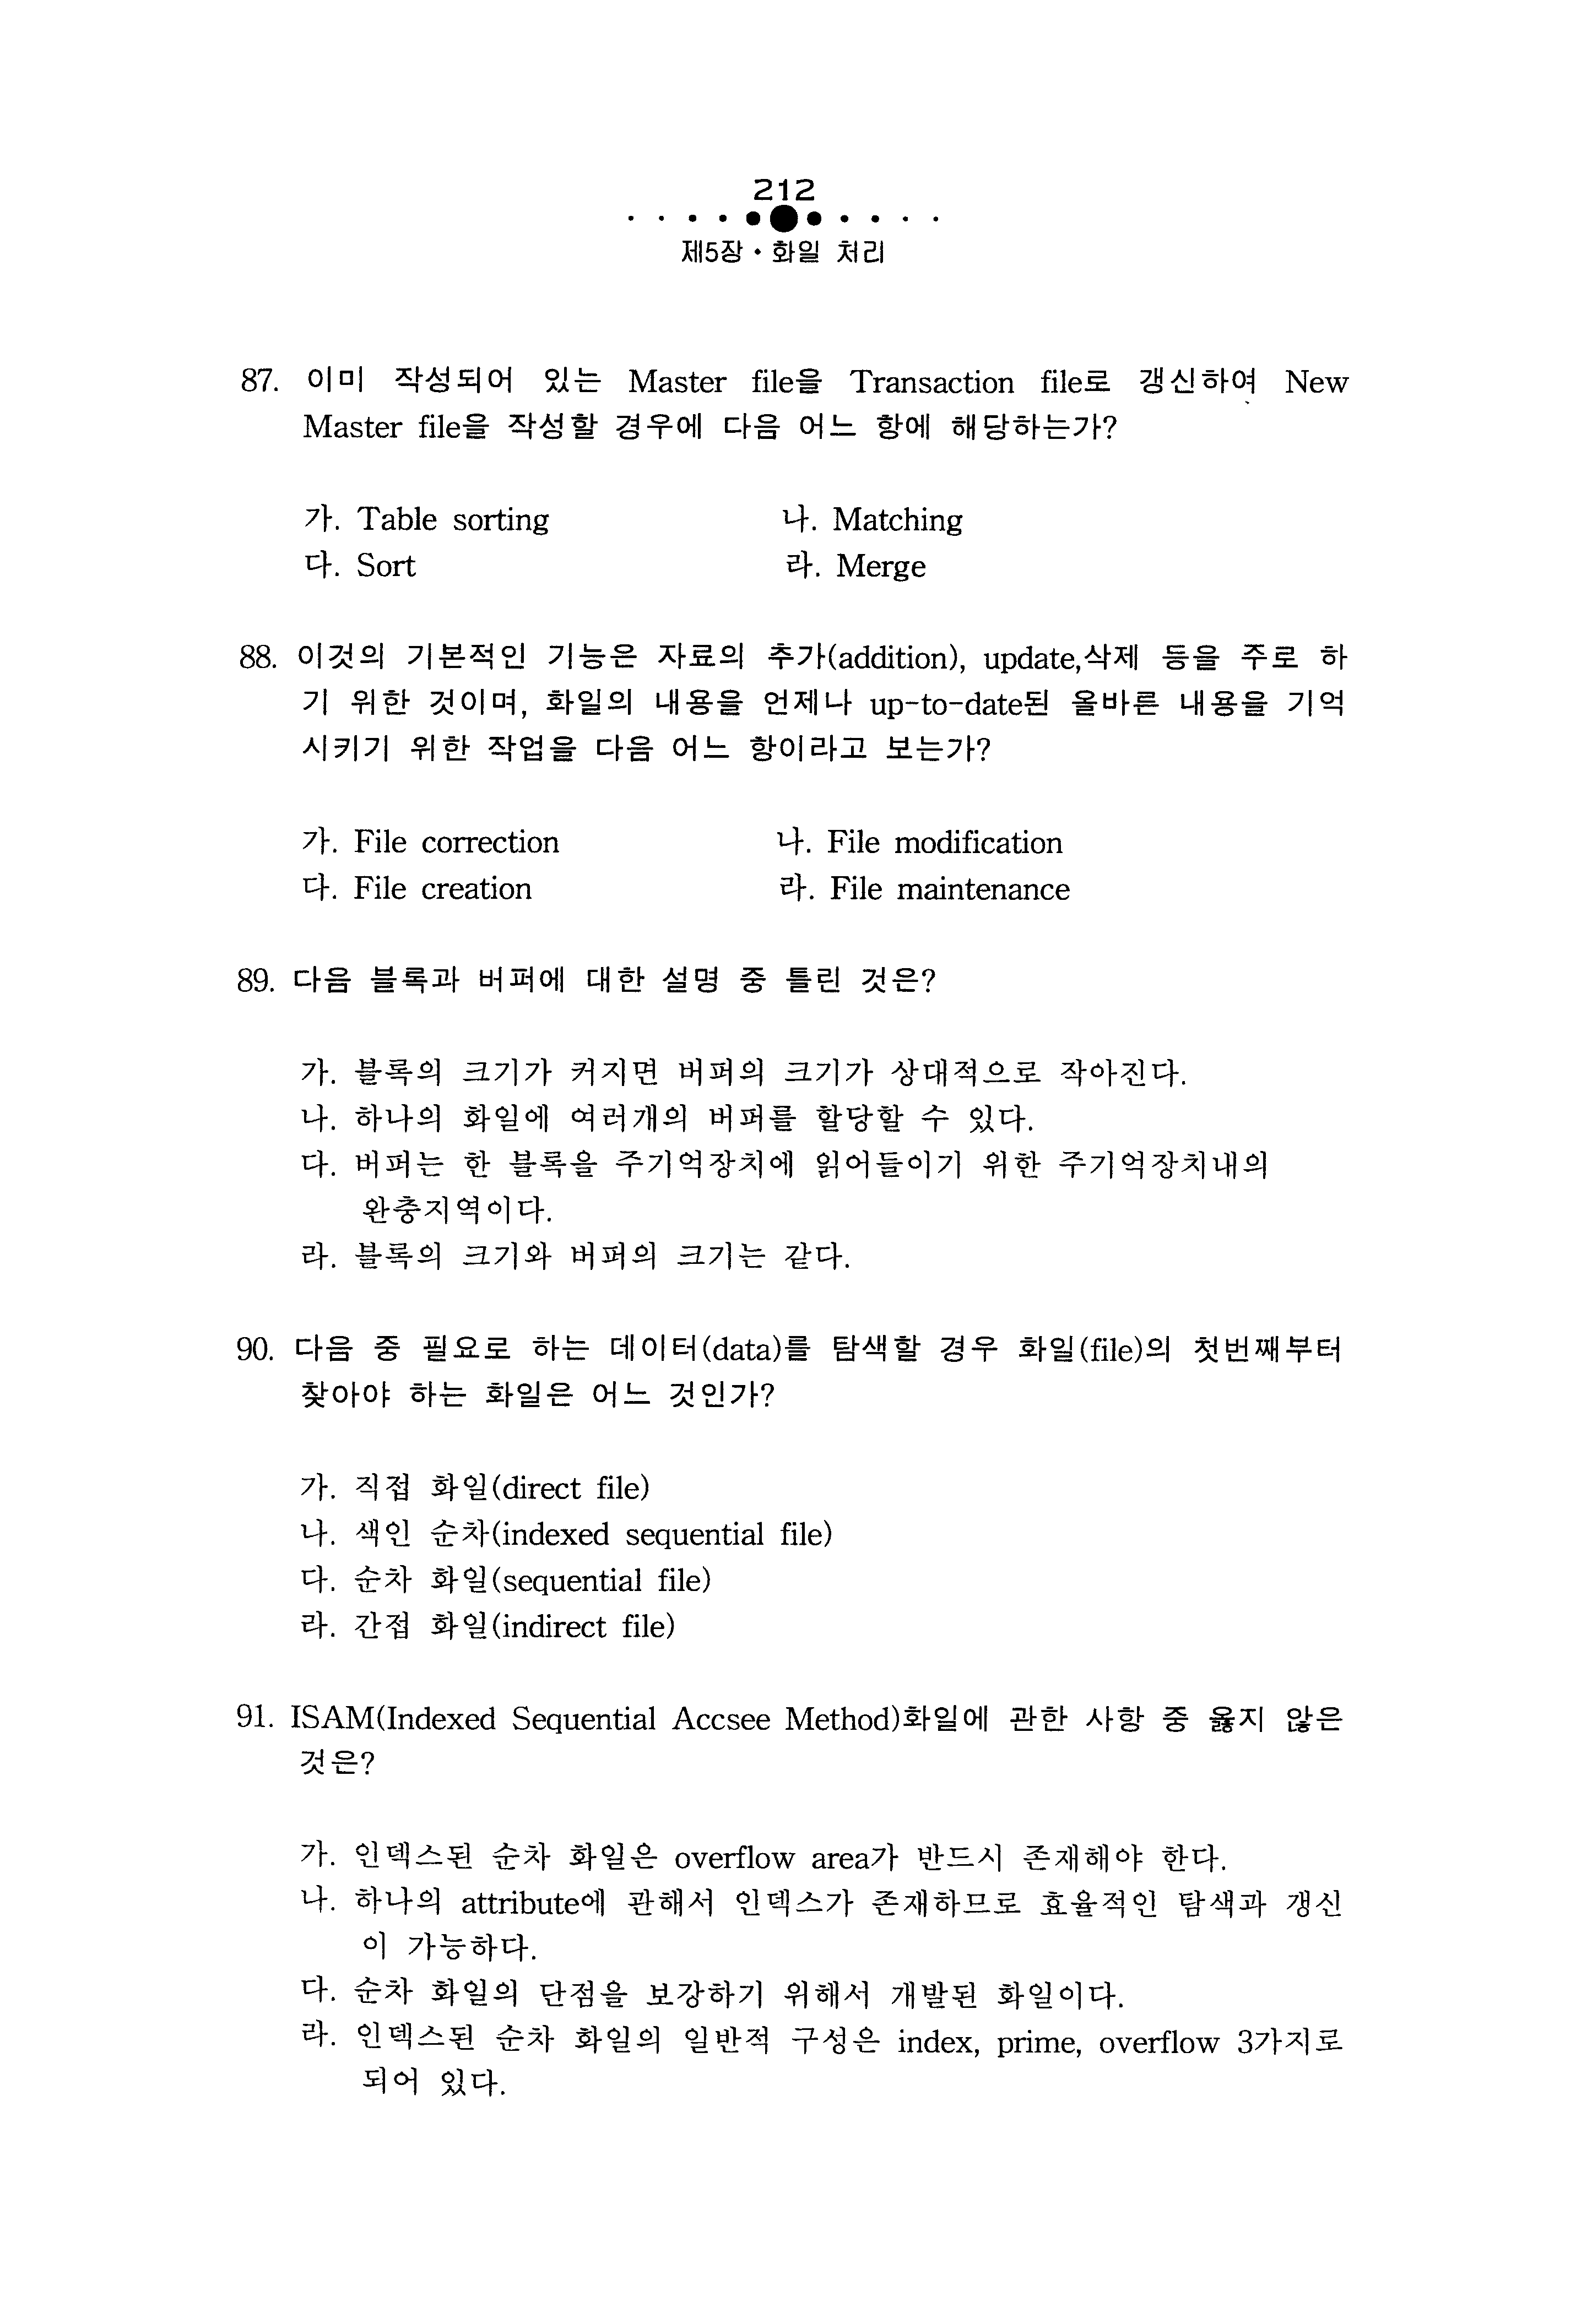 212
제5장 • 화일 처리
87. 이미 작성되어 있는 Master file을 Transaction file로 갱신하여 New
Master file을 작성할 경우에 다음 어느 항에 해당하는가?
가. Table sorting 나. Matching
다. Sort 라. Merge
88. 이것의 기본적인 기능은 자료의 추가(addition), update,삭제 등을 주로 하
기 위한 것이며, 화일의 내용을 언제나 up-to-date된 올바른 내용을 기억
시키기 위한 작업을 다음 어느 항이라고 보는가?
가. File correction 나. File modification
다. File creation 라. File maintenance
89. 다음 블록과 버퍼에 대한 설명 중 틀린 것은?
가. 블록의 크기가 커지면 버퍼의 크기가 상대적으로 작아진다.
나. 하나의 화일에 여러개의 버퍼를 할당할 수 있다.
다. 버퍼는 한 블록을 주기억장치에 읽어들이기 위한 주기억장치내의
완충지역이다.
라. 블록의 크기와 버퍼의 크기는 같다.
90. 다음 중 필요로 하는 데이터(data)를 탐색할 경우 화일(file)의 첫번째부터
찾아야 하는 화일은 어느 것인가?
가. 직접 화일(direct file)
나. 색인 순차(indexed sequential file)
다. 순차 화일(sequential file)
라. 간접 화일(indirect file)
91. ISAM(Indexed Sequential Accsee Method)화일에 관한 사항 중 옳지 않은
것은?
가. 인덱스된 순차 화일은 overflow area가 반드시 존재해야 한다.
나. 하나의 attribute에 관해서 인덱스가 존재하므로 효율적인 탐색과 갱신
이 가능하다.
다. 순차 화일의 단점을 보강하기 위해서 개발된 화일이다.
라. 인덱스된 순차 화일의 일반적 구성은 index, prime, overflow 3가지로
되어 있다.